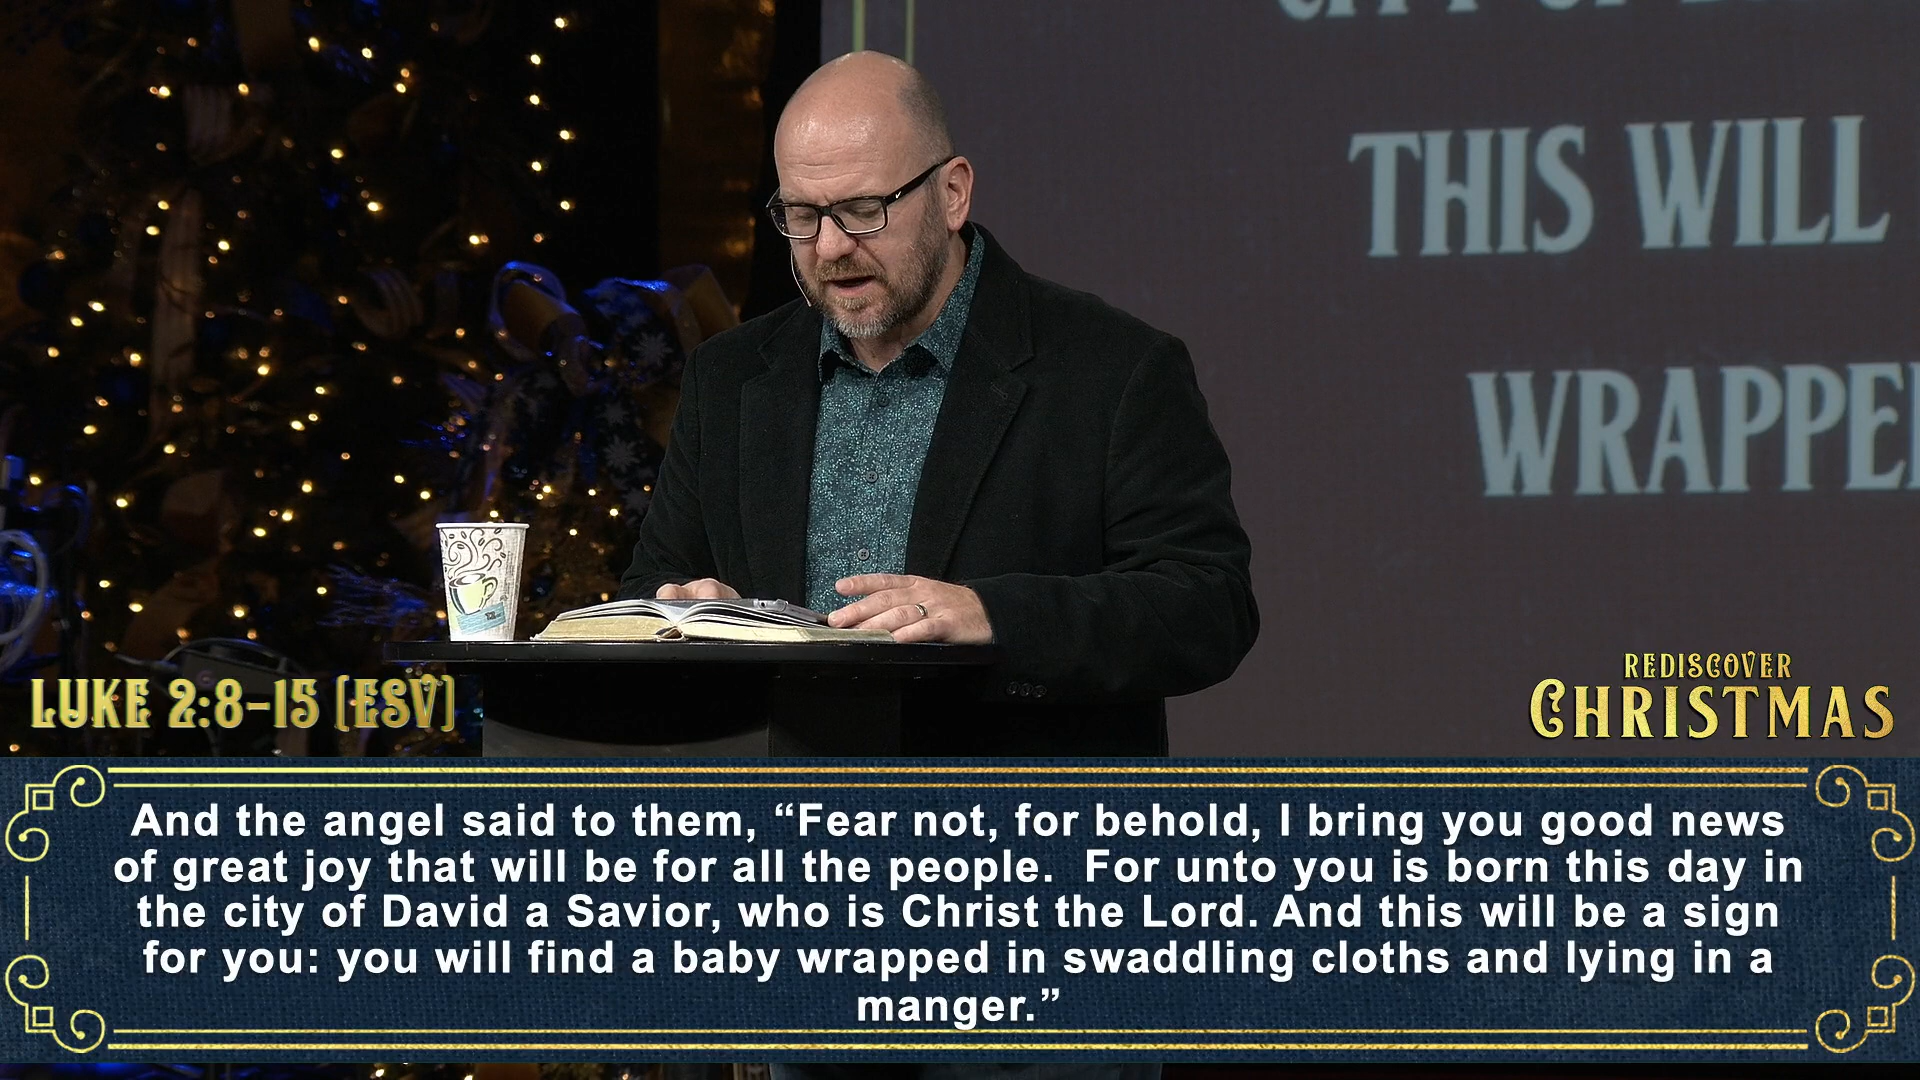 THIS WILL
LUKE 2:8-15 (ESV)
REDISCOVER
CHRISTMAS
And the angel said to them, “Fear not, for behold, I bring you good news
of great joy that will be for all the people.  For unto you is born this day in
the city of David a Savior, who is Christ the Lord. And this will be a sign
for you: you will find a baby wrapped in swaddling cloths and lying in a
manger.”